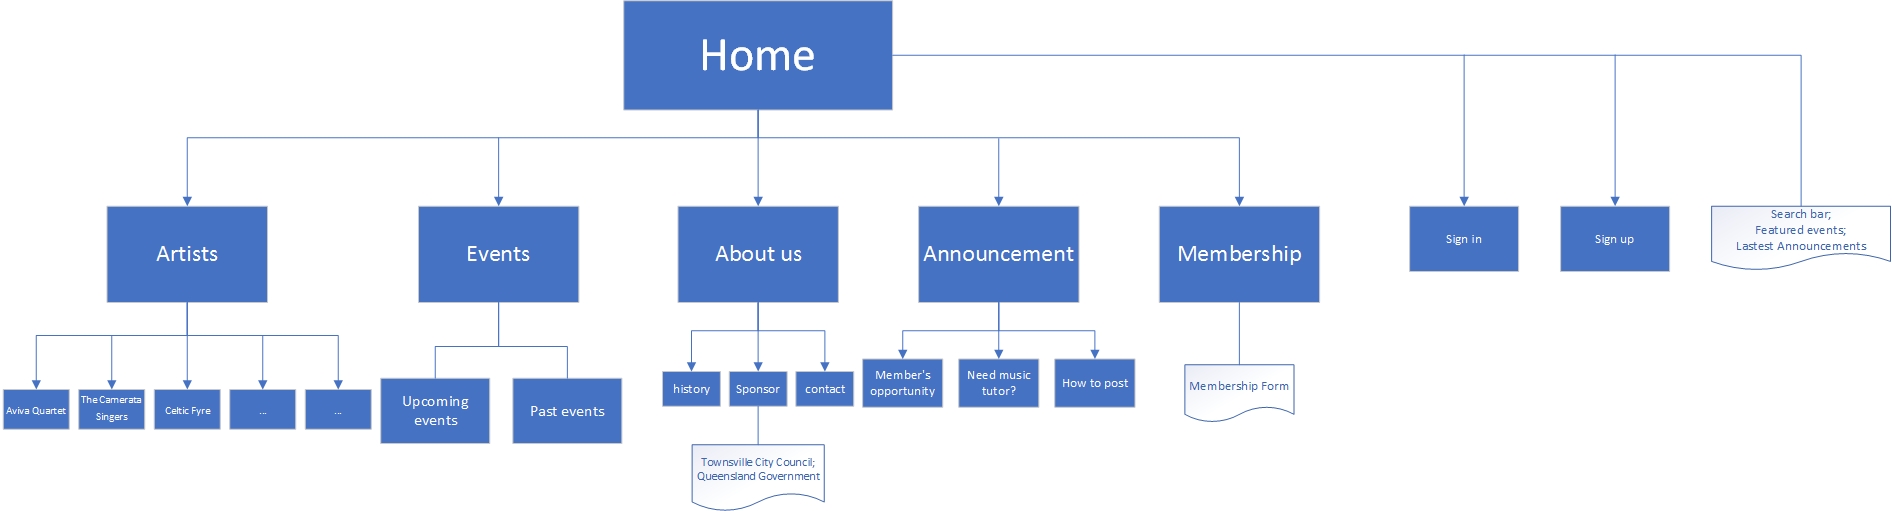 Home
Artists
Events
About us
Announcement
Membership
Sign in
Sign up
Search bar;
Featured events;
Lastest Announcements
Aviva Quartet
The Camerata
Singers
Celtic Fyre
...
...
Upcoming
events
Past events
history
Sponsor
contact
Member's
opportunity
Need music
tutor?
How to post
Membership Form
Townsville City Council;
Queensland Government